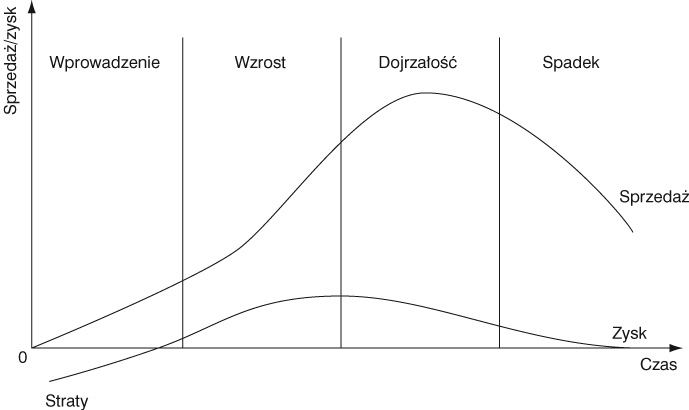 Sprzedaż/zysk
Wprowadzenie
Wzrost
Dojrzałość
Spadek
Sprzedaż
Zysk
0
Czas
Straty